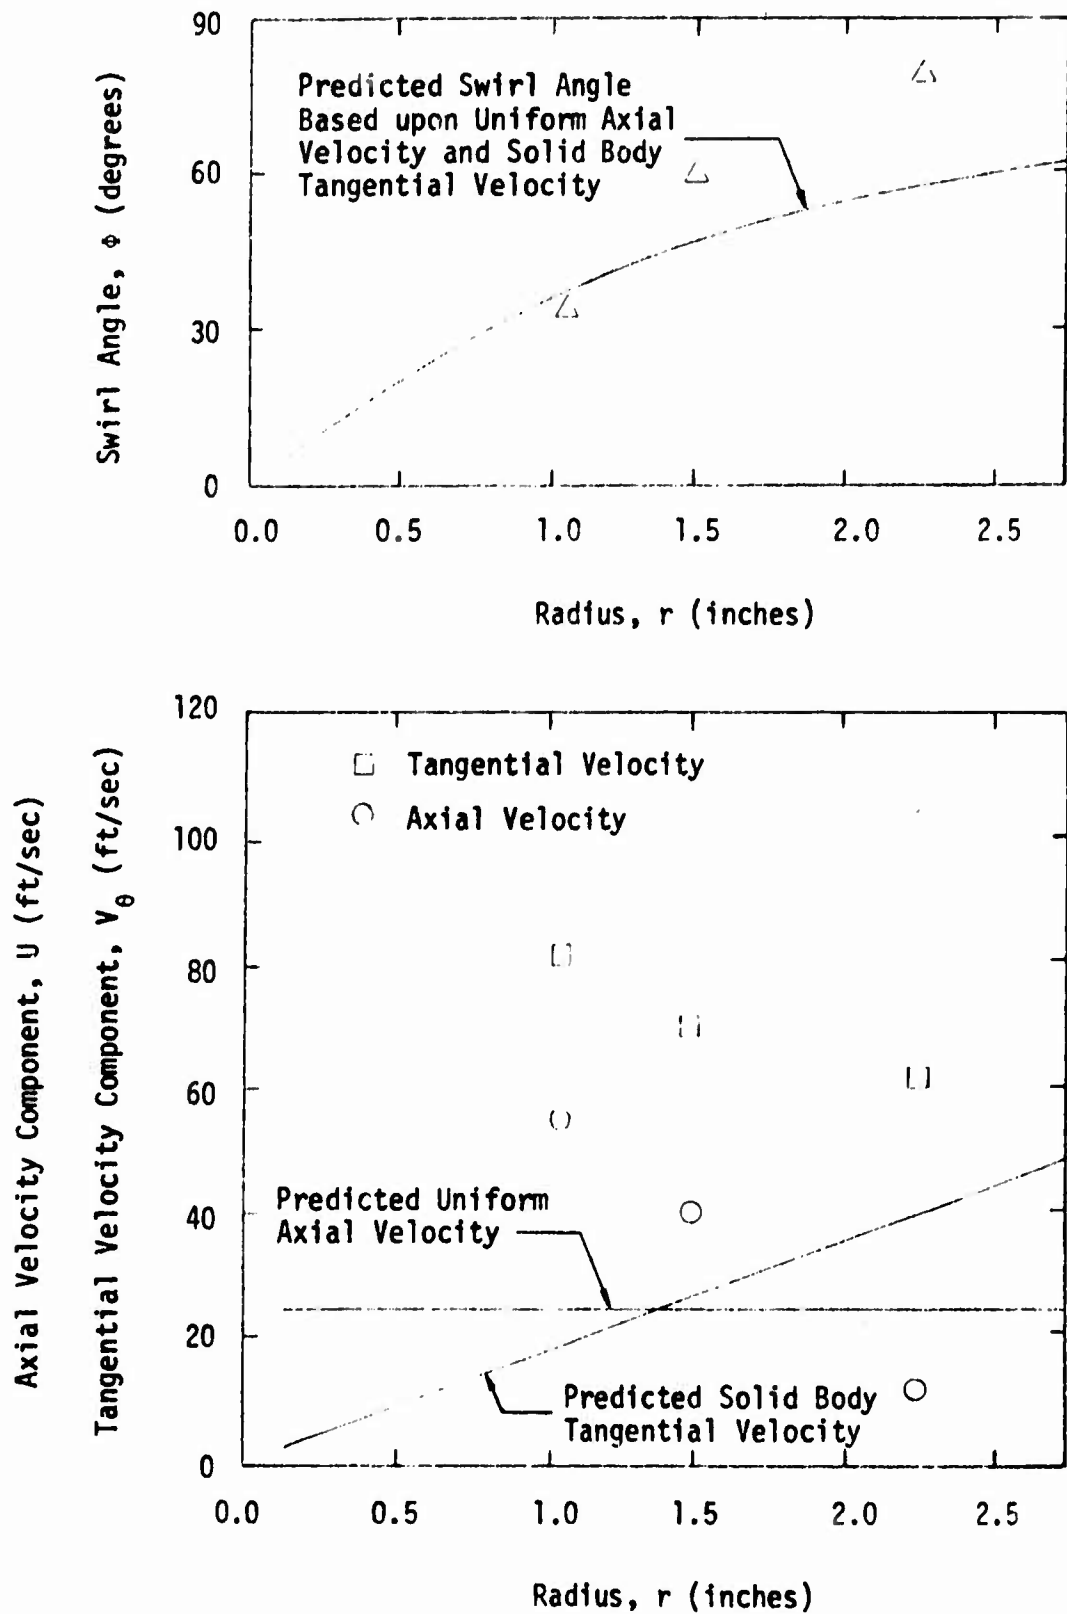 90
60
30
0
Swirl Angle, Φ (degrees)
Predicted Swirl Angle
Based upon Uniform Axial
Velocity and Solid Body
Tangential Velocity
0.0 0.5 1.0 1.5 2.0 2.5
Radius, r (inches)
120
100
80
60
40
20
0
Axial Velocity Component, U (ft/sec)
Tangential Velocity Component, Vθ (ft/sec)
Tangential Velocity
Axial Velocity
Predicted Uniform
Axial Velocity
Predicted Solid Body
Tangential Velocity
0.0 0.5 1.0 1.5 2.0 2.5
Radius, r (inches)